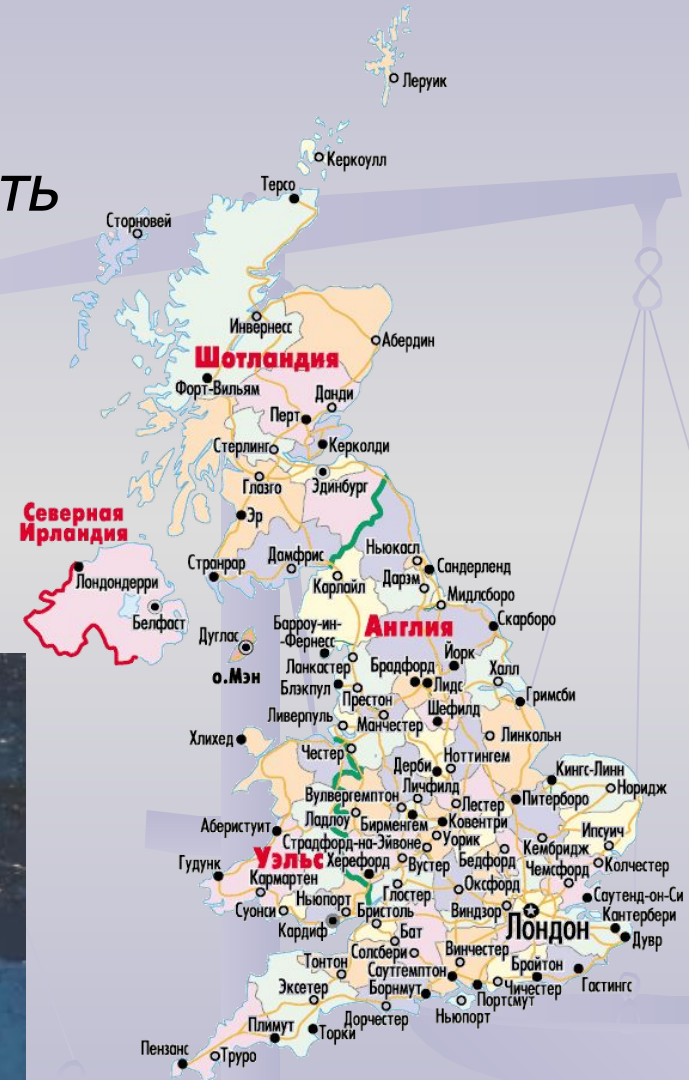 Леруик
Керкоулл
ть
Терсо
Сторновей
Инвернесс
Абердин
Шотландия
Форт-Вильям
Данди
Перт
Стерлинг
Керколди
Глазго
Эдинбург
Северная
Ирландия
Эр
Ньюкасл
Странрар
Дамфрис
Сандерленд
Лондондерри
Карлайл
Дарэм
Мидлсборо
Белфаст
Дуглас
Барроу-ин-
-Фернесс
Англия
Скарборо
о.Мэн
Ланкастер
Брадфорд
Йорк
Халл
Блэкпул
Престон
Лидс
Гримсби
Ливерпуль
Манчестер
Шефилд
Линкольн
Хлихед
Честер
Дерби
Ноттингем
Кингс-Линн
Норидж
Вулвергемптон
Личфилд
Лестер
Питерборо
Аберистуит
Ладлоу
Бирменгем
Ковентри
Ипсуич
Страдфорд-на-Эйвоне
Уорик
Кембридж
Гудунк
Уэльс
Херефорд
Вустер
Бедфорд
Чемсфорд
Колчестер
Кармартен
Глостер
Оксфорд
Саутенд-он-Си
Суонси
Ньюпорт
Бристоль
Виндзор
Лондон
Кантербери
Кардиф
Бат
Дувр
Солсбери
Винчестер
Тонтон
Саутгемптон
Брайтон
Гастингс
Эксетер
Борнмут
Чичестер
Портсмут
Дорчестер
Ньюпорт
Плимут
Торки
Пензанс
Труро